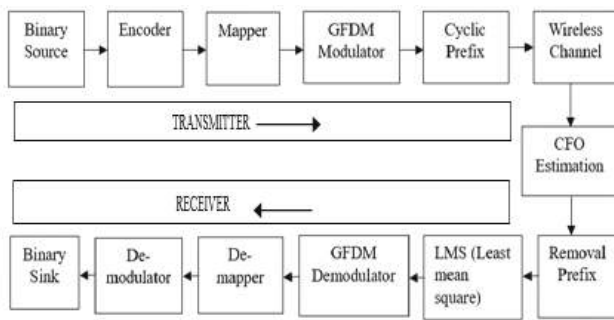 Binary
Source
Encoder
Mapper
GFDM
Modulator
Cyclic
Prefix
Wireless
Channel
TRANSMITTER
CFO
Estimation
RECEIVER
Binary
Sink
De-
modulator
De-
mapper
GFDM
Demodulator
LMS (Least
mean
square)
Removal
Prefix